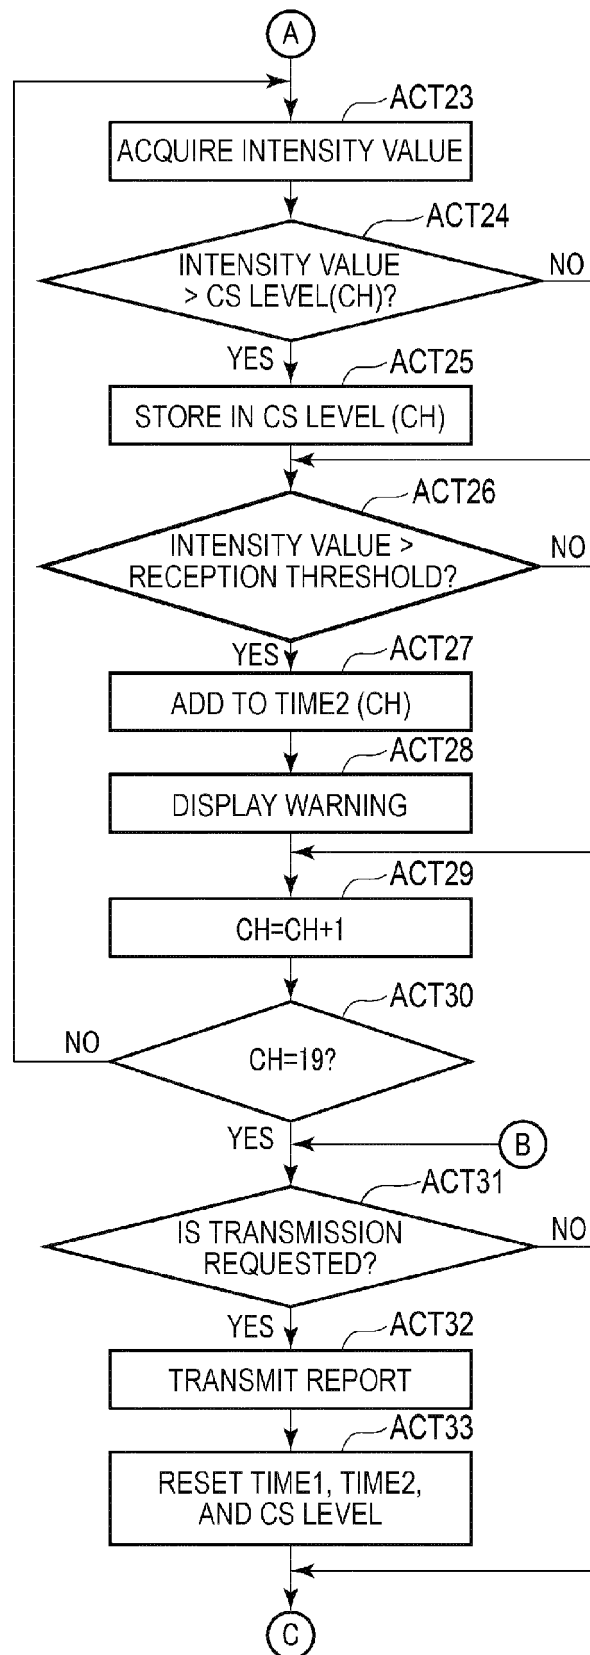 A
ACT23
ACQUIRE INTENSITY VALUE
ACT24
INTENSITY VALUE
> CS LEVEL(CH)?
NO
YES
ACT25
STORE IN CS LEVEL (CH)
ACT26
INTENSITY VALUE >
RECEPTION THRESHOLD?
NO
YES
ACT27
ADD TO TIME2 (CH)
ACT28
DISPLAY WARNING
ACT29
CH=CH+1
ACT30
NO
CH=19?
YES
B
ACT31
IS TRANSMISSION
REQUESTED?
NO
YES
ACT32
TRANSMIT REPORT
ACT33
RESET TIME1, TIME2,
AND CS LEVEL
C